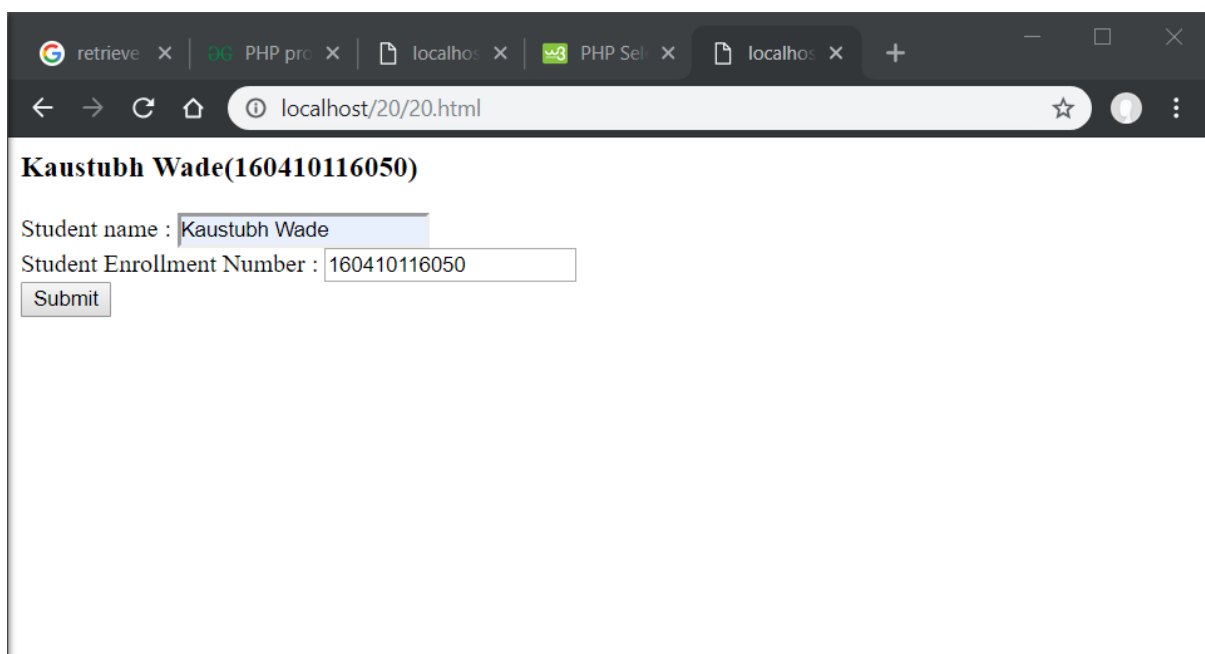 retrieve PHP pro localhos PHP Sel localhos
localhost/20/20.html
Kaustubh Wade(160410116050)
Student name : Kaustubh Wade
Student Enrollment Number : 160410116050
Submit